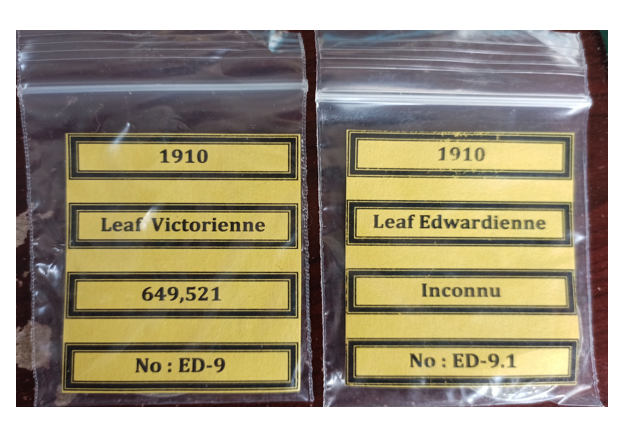 1910
Leaf Victorienne
649,521
No : ED-9
1910
Leaf Edwardienne
Inconnu
No : ED-9.1